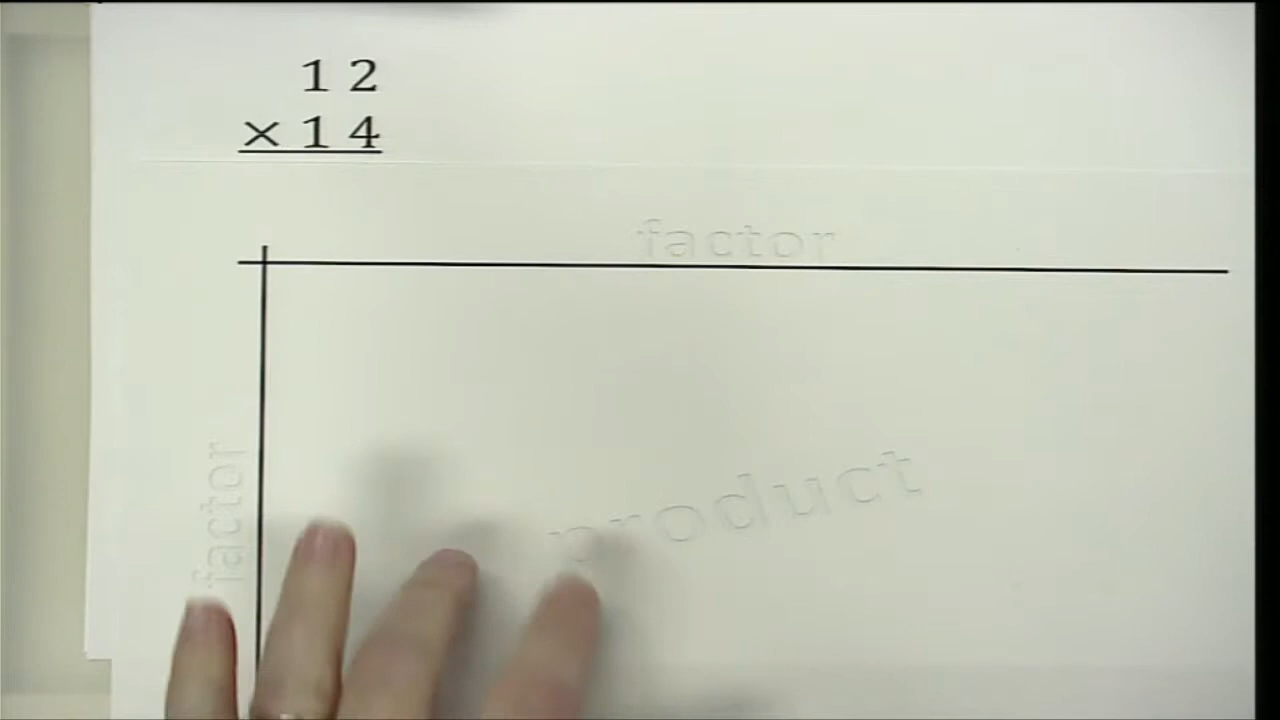 1 2
× 1 4
factor
factor
product